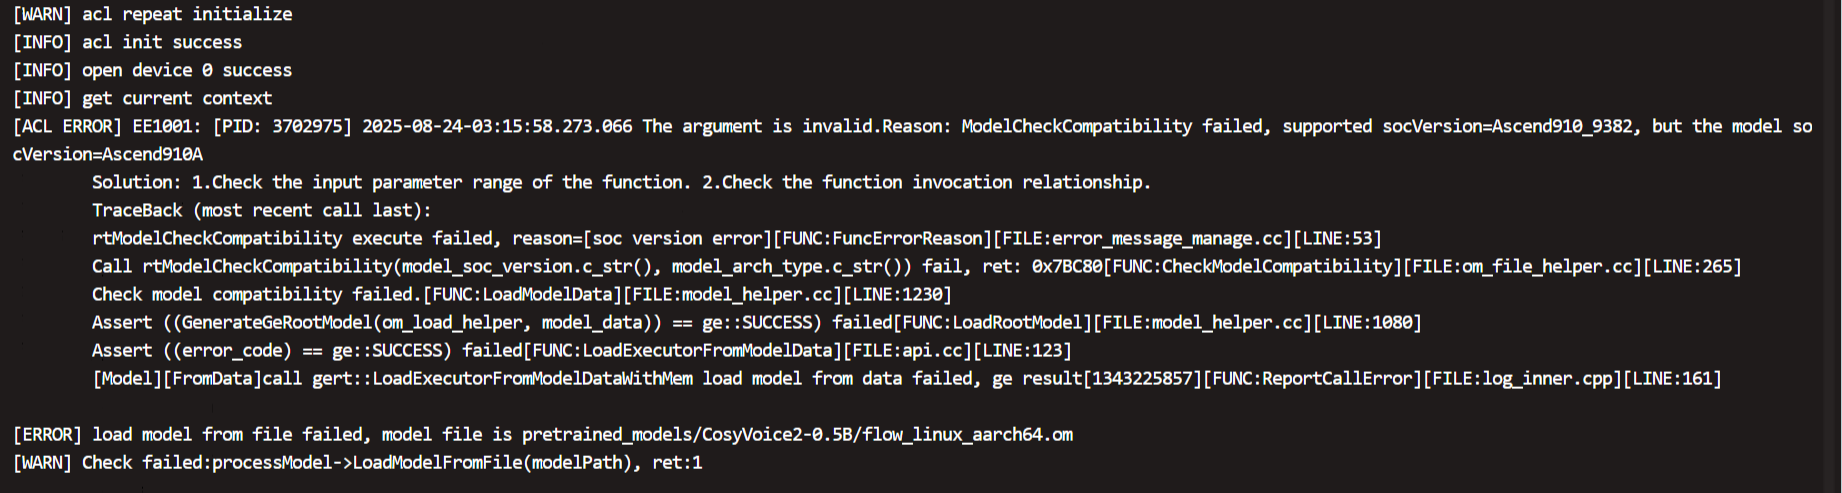 [WARN] acl repeat initialize
[INFO] acl init success
[INFO] open device 0 success
[INFO] get current context
[ACL ERROR] EE1001: [PID: 3702975] 2025-08-24-03:15:58.273.066 The argument is invalid.Reason: ModelCheckCompatibility failed, supported socVersion=Ascend910_9382, but the model so
cVersion=Ascend910A
Solution: 1.Check the input parameter range of the function. 2.Check the function invocation relationship.
TraceBack (most recent call last):
rtModelCheckCompatibility execute failed, reason=[soc version error][FUNC:FuncErrorReason][FILE:error_message_manage.cc][LINE:53]
Call rtModelCheckCompatibility(model_soc_version.c_str(), model_arch_type.c_str()) fail, ret: 0x7BC80[FUNC:CheckModelCompatibility][FILE:om_file_helper.cc][LINE:265]
Check model compatibility failed.[FUNC:LoadModelData][FILE:model_helper.cc][LINE:1230]
Assert ((GenerateGeRootModel(om_load_helper, model_data)) == ge::SUCCESS) failed[FUNC:LoadRootModel][FILE:model_helper.cc][LINE:1080]
Assert ((error_code) == ge::SUCCESS) failed[FUNC:LoadExecutorFromModelData][FILE:api.cc][LINE:123]
[Model][FromData]call gert::LoadExecutorFromModelDataWithMem load model from data failed, ge result[1343225857][FUNC:ReportCallError][FILE:log_inner.cpp][LINE:161]
[ERROR] load model from file failed, model file is pretrained_models/CosyVoice2-0.5B/flow_linux_aarch64.om
[WARN] Check failed:processModel->LoadModelFromFile(modelPath), ret:1